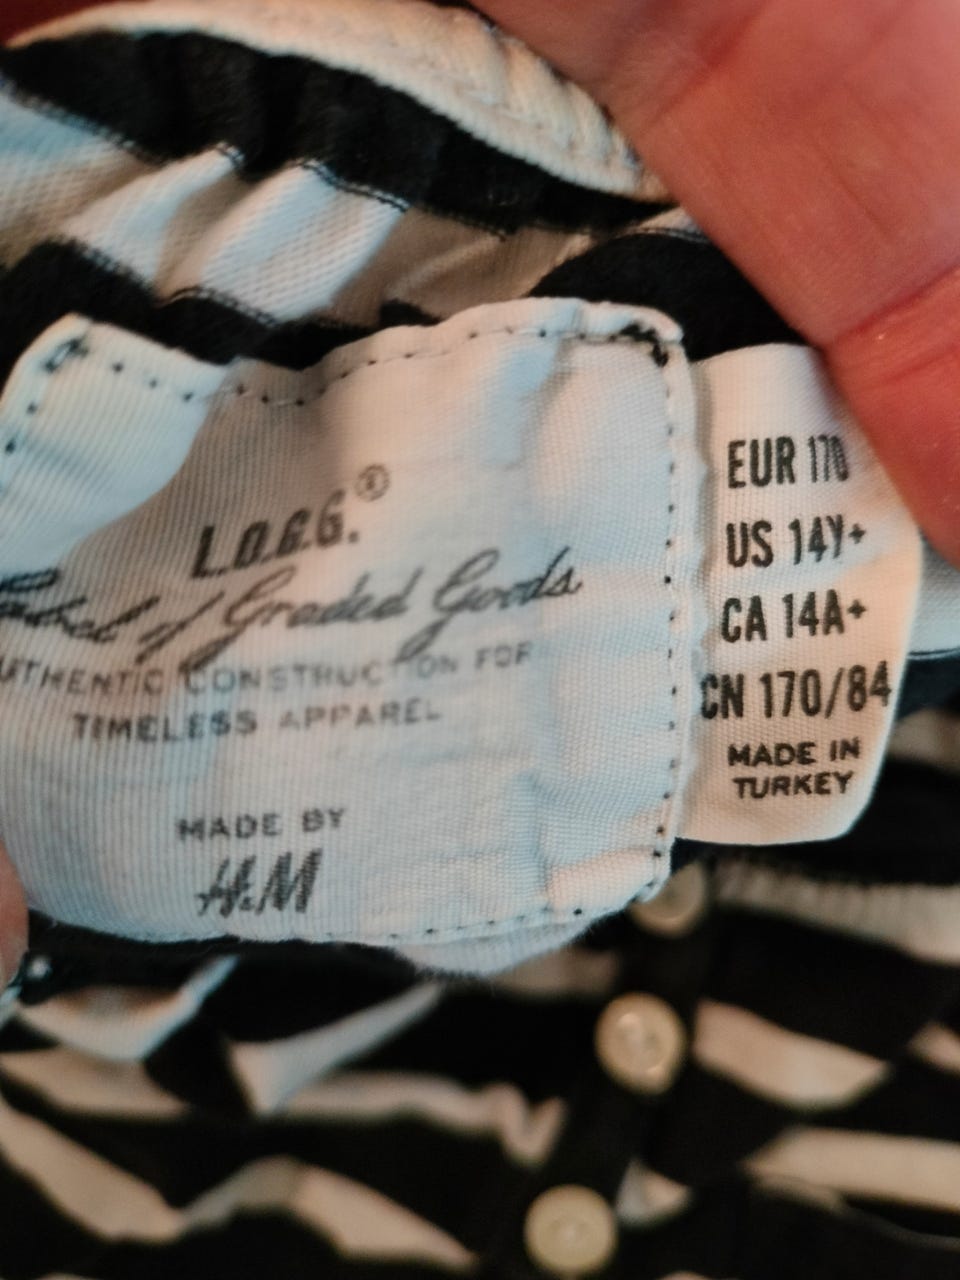 L.O.G.G.®
Label of Graded Goods
AUTHENTIC CONSTRUCTION FOR
TIMELESS APPAREL
MADE BY
H&M
EUR 170
US 14Y+
CA 14A+
CN 170/84
MADE IN
TURKEY